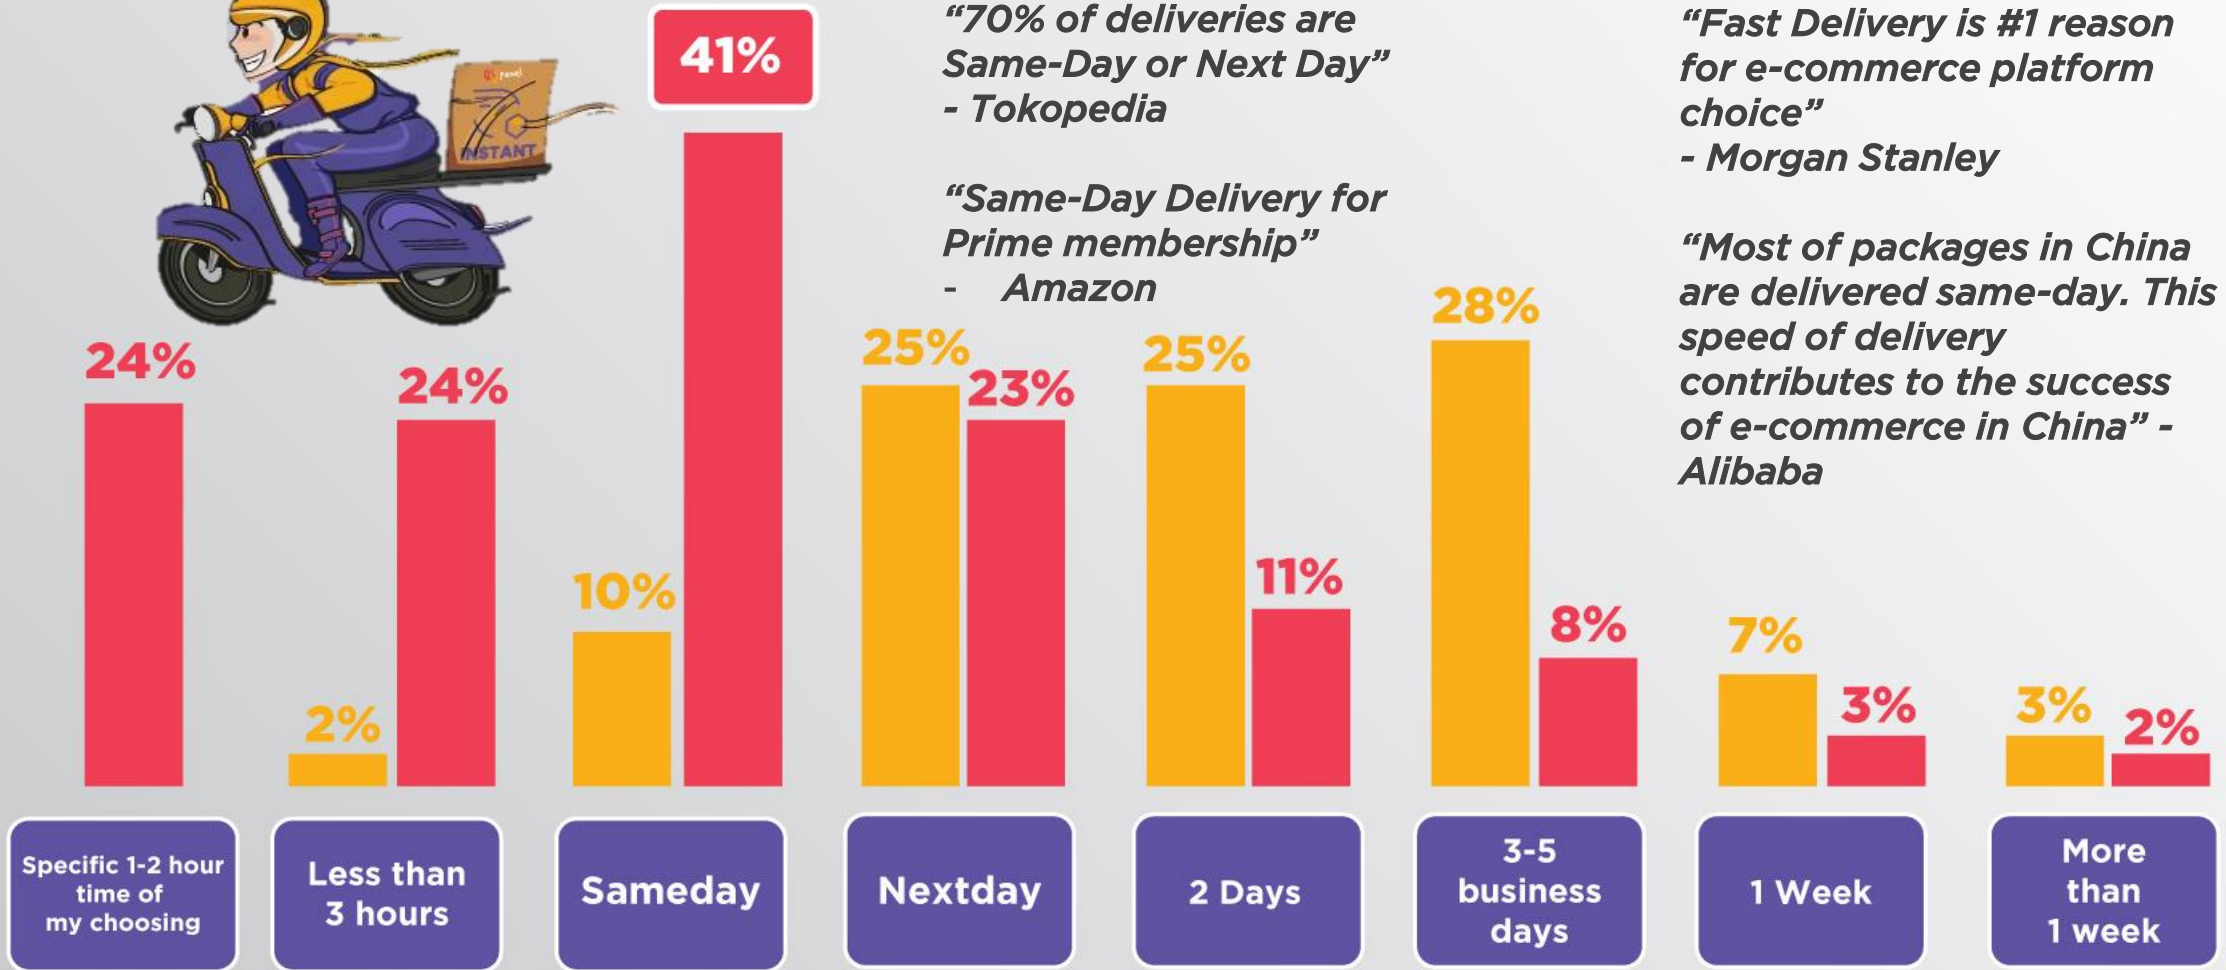 41%
“70% of deliveries are
Same-Day or Next Day”
- Tokopedia
“Same-Day Delivery for
Prime membership”
- Amazon
“Fast Delivery is #1 reason
for e-commerce platform
choice”
- Morgan Stanley
“Most of packages in China
are delivered same-day. This
speed of delivery
contributes to the success
of e-commerce in China” -
Alibaba
INSTANT
24%
2%
24%
10%
25%
23%
25%
11%
28%
8%
7%
3%
3%
2%
Specific 1-2 hour
time of
my choosing
Less than
3 hours
Sameday
Nextday
2 Days
3-5
business
days
1 Week
More
than
1 week